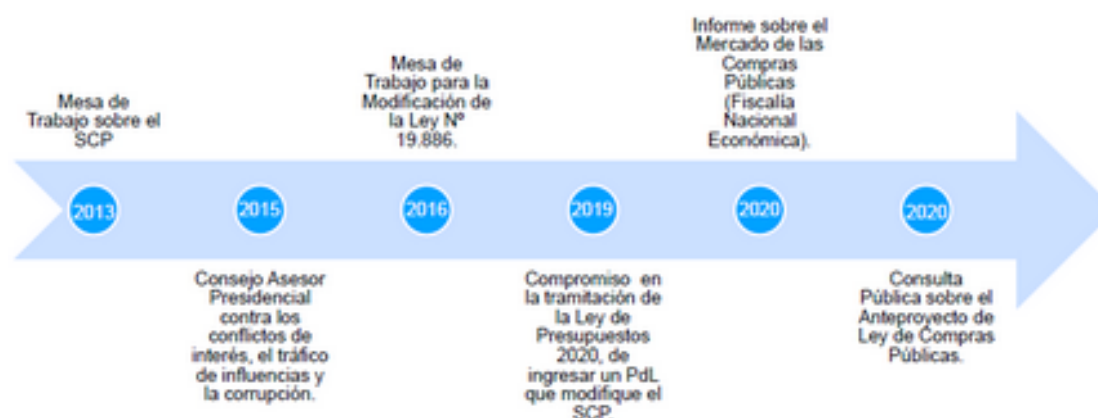 Mesa de
Trabajo sobre el
SCP
2013
Consejo Asesor
Presidencial
contra los
conflictos de
interés, el tráfico
de influencias y
la corrupción.
2015
Mesa de
Trabajo para la
Modificación de
la Ley Nº
19.886.
2016
Compromiso en
la tramitación de
la Ley de
Presupuestos
2020, de
ingresar un PdL
que modifique el
SCP
2019
Informe sobre el
Mercado de las
Compras
Públicas
(Fiscalía
Nacional
Económica).
2020
Consulta
Pública sobre el
Anteproyecto de
Ley de Compras
Públicas.
2020